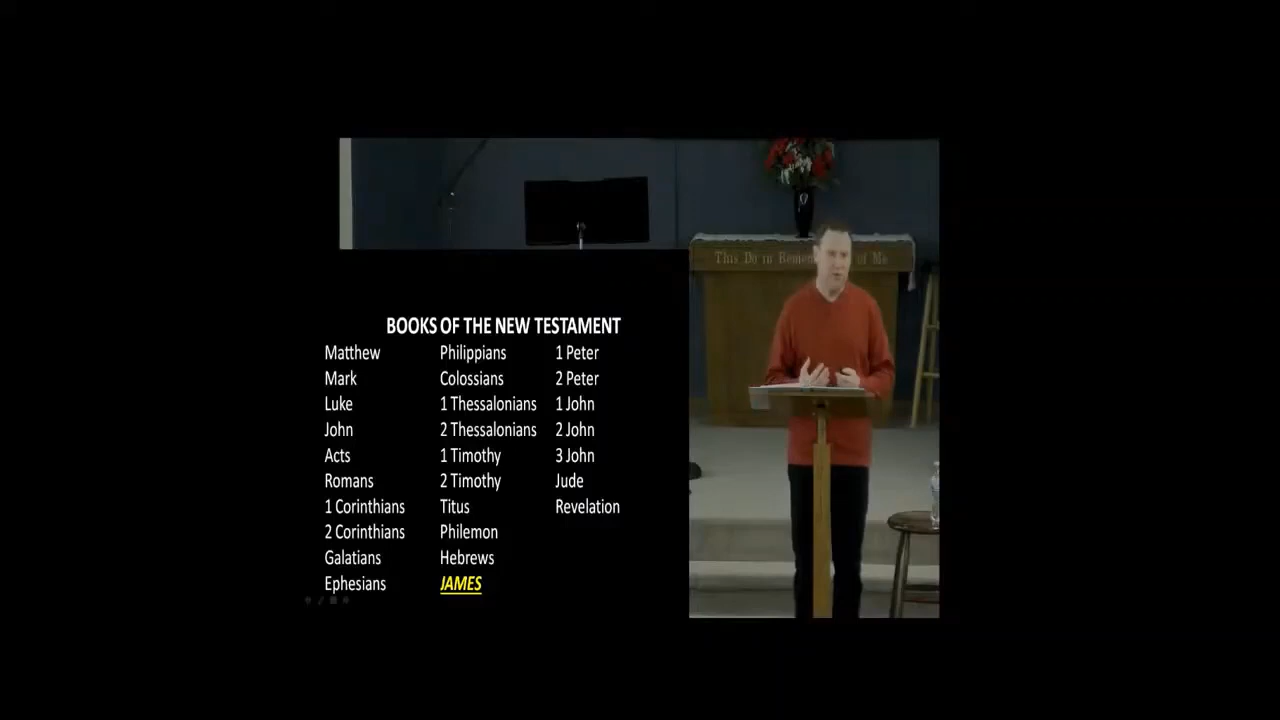 This Do in Remem of Me
BOOKS OF THE NEW TESTAMENT
Matthew Philippians 1 Peter
Mark Colossians 2 Peter
Luke 1 Thessalonians 1 John
John 2 Thessalonians 2 John
Acts 1 Timothy 3 John
Romans 2 Timothy Jude
1 Corinthians Titus Revelation
2 Corinthians Philemon
Galatians Hebrews
Ephesians JAMES